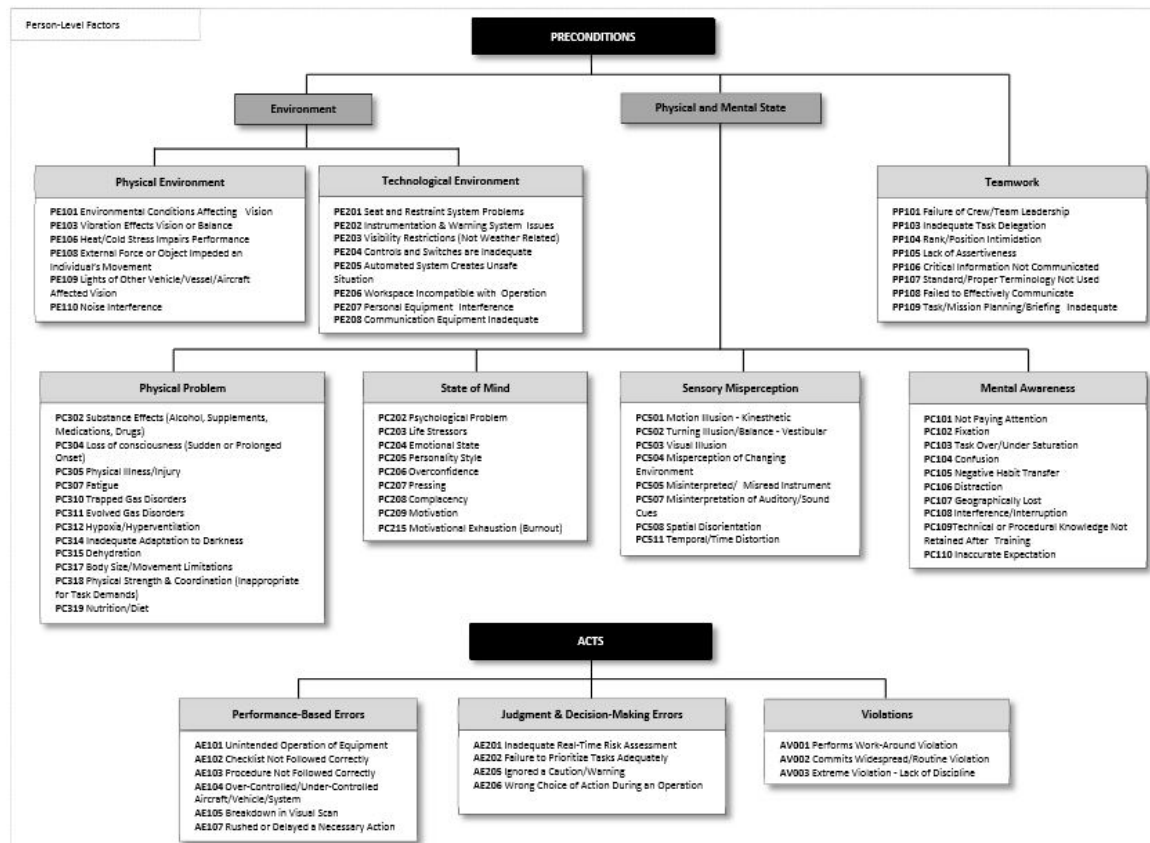 Person-Level Factors
PRECONDITIONS
Environment
Physical and Mental State
Physical Environment
PE101 Environmental Conditions Affecting Vision
PE103 Vibration Effects Vision or Balance
PE106 Heat/Cold Stress Impairs Performance
PE108 External Force or Object Impeded an
Individual's Movement
PE109 Lights of Other Vehicle/Vessel/Aircraft
Affected Vision
PE110 Noise Interference
Technological Environment
PE201 Seat and Restraint System Problems
PE202 Instrumentation & Warning System Issues
PE203 Visibility Restrictions (Not Weather Related)
PE204 Controls and Switches are Inadequate
PE205 Automated System Creates Unsafe
Situation
PE206 Workspace Incompatible with Operation
PE207 Personal Equipment Interference
PE208 Communication Equipment Inadequate
Teamwork
PP101 Failure of Crew/Team Leadership
PP103 Inadequate Task Delegation
PP104 Rank/Position Intimidation
PP105 Lack of Assertiveness
PP106 Critical Information Not Communicated
PP107 Standard/Proper Terminology Not Used
PP108 Failed to Effectively Communicate
PP109 Task/Mission Planning/Briefing Inadequate
Physical Problem
PC302 Substance Effects (Alcohol, Supplements,
Medications, Drugs)
PC304 Loss of consciousness (Sudden or Prolonged
Onset)
PC305 Physical Illness/Injury
PC307 Fatigue
PC310 Trapped Gas Disorders
PC311 Evolved Gas Disorders
PC312 Hypoxia/Hyperventilation
PC314 Inadequate Adaptation to Darkness
PC315 Dehydration
PC317 Body Size/Movement Limitations
PC318 Physical Strength & Coordination (Inappropriate
for Task Demands)
PC319 Nutrition/Diet
State of Mind
PC202 Psychological Problem
PC203 Life Stressors
PC204 Emotional State
PC205 Personality Style
PC206 Overconfidence
PC207 Pressing
PC208 Complacency
PC209 Motivation
PC215 Motivational Exhaustion (Burnout)
Sensory Misperception
PC501 Motion Illusion - Kinesthetic
PC502 Turning Illusion/Balance - Vestibular
PC503 Visual Illusion
PC504 Misperception of Changing
Environment
PC505 Misinterpreted/ Misread Instrument
PC507 Misinterpretation of Auditory/Sound
Cues
PC508 Spatial Disorientation
PC511 Temporal/Time Distortion
Mental Awareness
PC101 Not Paying Attention
PC102 Fixation
PC103 Task Over/Under Saturation
PC104 Confusion
PC105 Negative Habit Transfer
PC106 Distraction
PC107 Geographically Lost
PC108 Interference/Interruption
PC109Technical or Procedural Knowledge Not
Retained After Training
PC110 Inaccurate Expectation
ACTS
Performance-Based Errors
AE101 Unintended Operation of Equipment
AE102 Checklist Not Followed Correctly
AE103 Procedure Not Followed Correctly
AE104 Over-Controlled/Under-Controlled
Aircraft/Vehicle/System
AE105 Breakdown in Visual Scan
AE107 Rushed or Delayed a Necessary Action
Judgment & Decision-Making Errors
AE201 Inadequate Real-Time Risk Assessment
AE202 Failure to Prioritize Tasks Adequately
AE205 Ignored a Caution/Warning
AE206 Wrong Choice of Action During an Operation
Violations
AV001 Performs Work-Around Violation
AV002 Commits Widespread/Routine Violation
AV003 Extreme Violation - Lack of Discipline